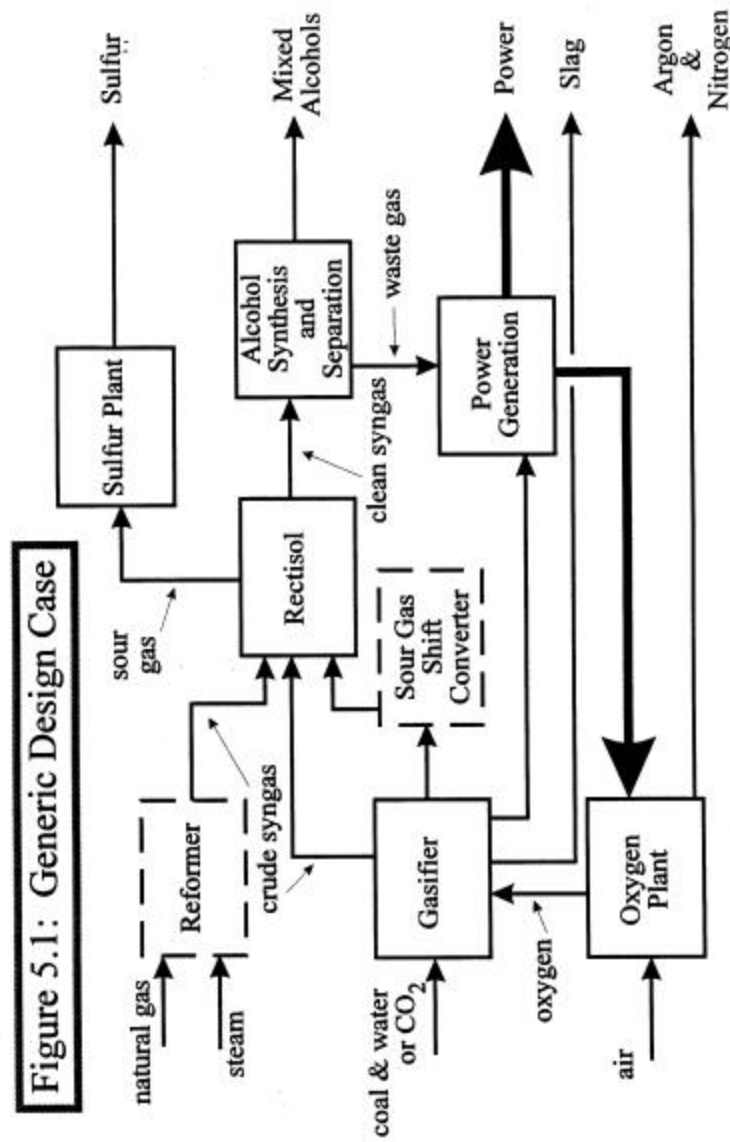 Figure 5.1: Generic Design Case
natural gas
steam
Reformer
crude syngas
sour
gas
Sulfur Plant
Sulfur
Rectisol
clean syngas
Alcohol
Synthesis
and
Separation
Mixed
Alcohols
waste gas
coal & water
or CO2
Gasifier
Sour Gas
Shift
Converter
Power
Generation
Power
Slag
oxygen
air
Oxygen
Plant
Argon
&
Nitrogen